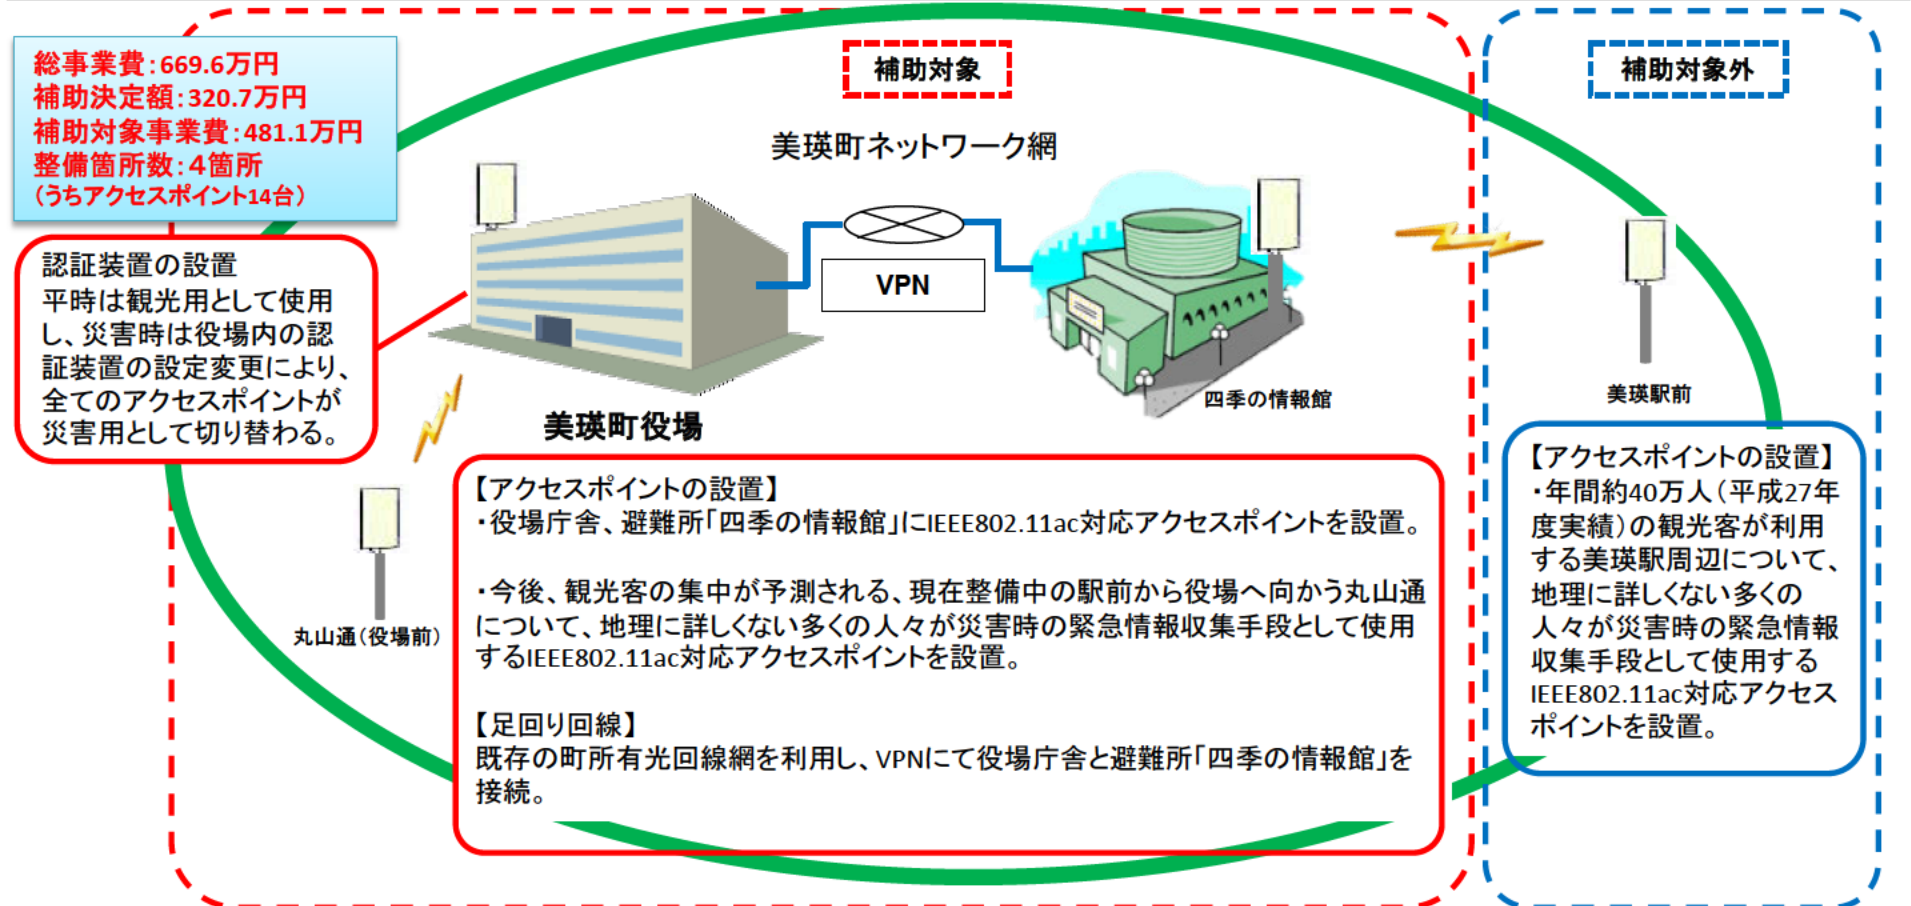 総事業費：669.6万円
補助決定額：320.7万円
補助対象事業費：481.1万円
整備箇所数：４箇所
（うちアクセスポイント14台）
補助対象
補助対象外
美瑛町ネットワーク網
認証装置の設置
平時は観光用として使用
し、災害時は役場内の認
証装置の設定変更により、
全てのアクセスポイントが
災害用として切り替わる。
VPN
四季の情報館
美瑛町役場
美瑛駅前
丸山通（役場前）
【アクセスポイントの設置】
・役場庁舎、避難所「四季の情報館」にIEEE802.11ac対応アクセスポイントを設置。
・今後、観光客の集中が予測される、現在整備中の駅前から役場へ向かう丸山通
について、地理に詳しくない多くの人々が災害時の緊急情報収集手段として使用
するIEEE802.11ac対応アクセスポイントを設置。
【足回り回線】
既存の町所有光回線網を利用し、VPNにて役場庁舎と避難所「四季の情報館」を
接続。
【アクセスポイントの設置】
・年間約40万人（平成27年
度実績）の観光客が利用
する美瑛駅周辺について、
地理に詳しくない多くの
人々が災害時の緊急情報
収集手段として使用する
IEEE802.11ac対応アクセス
ポイントを設置。